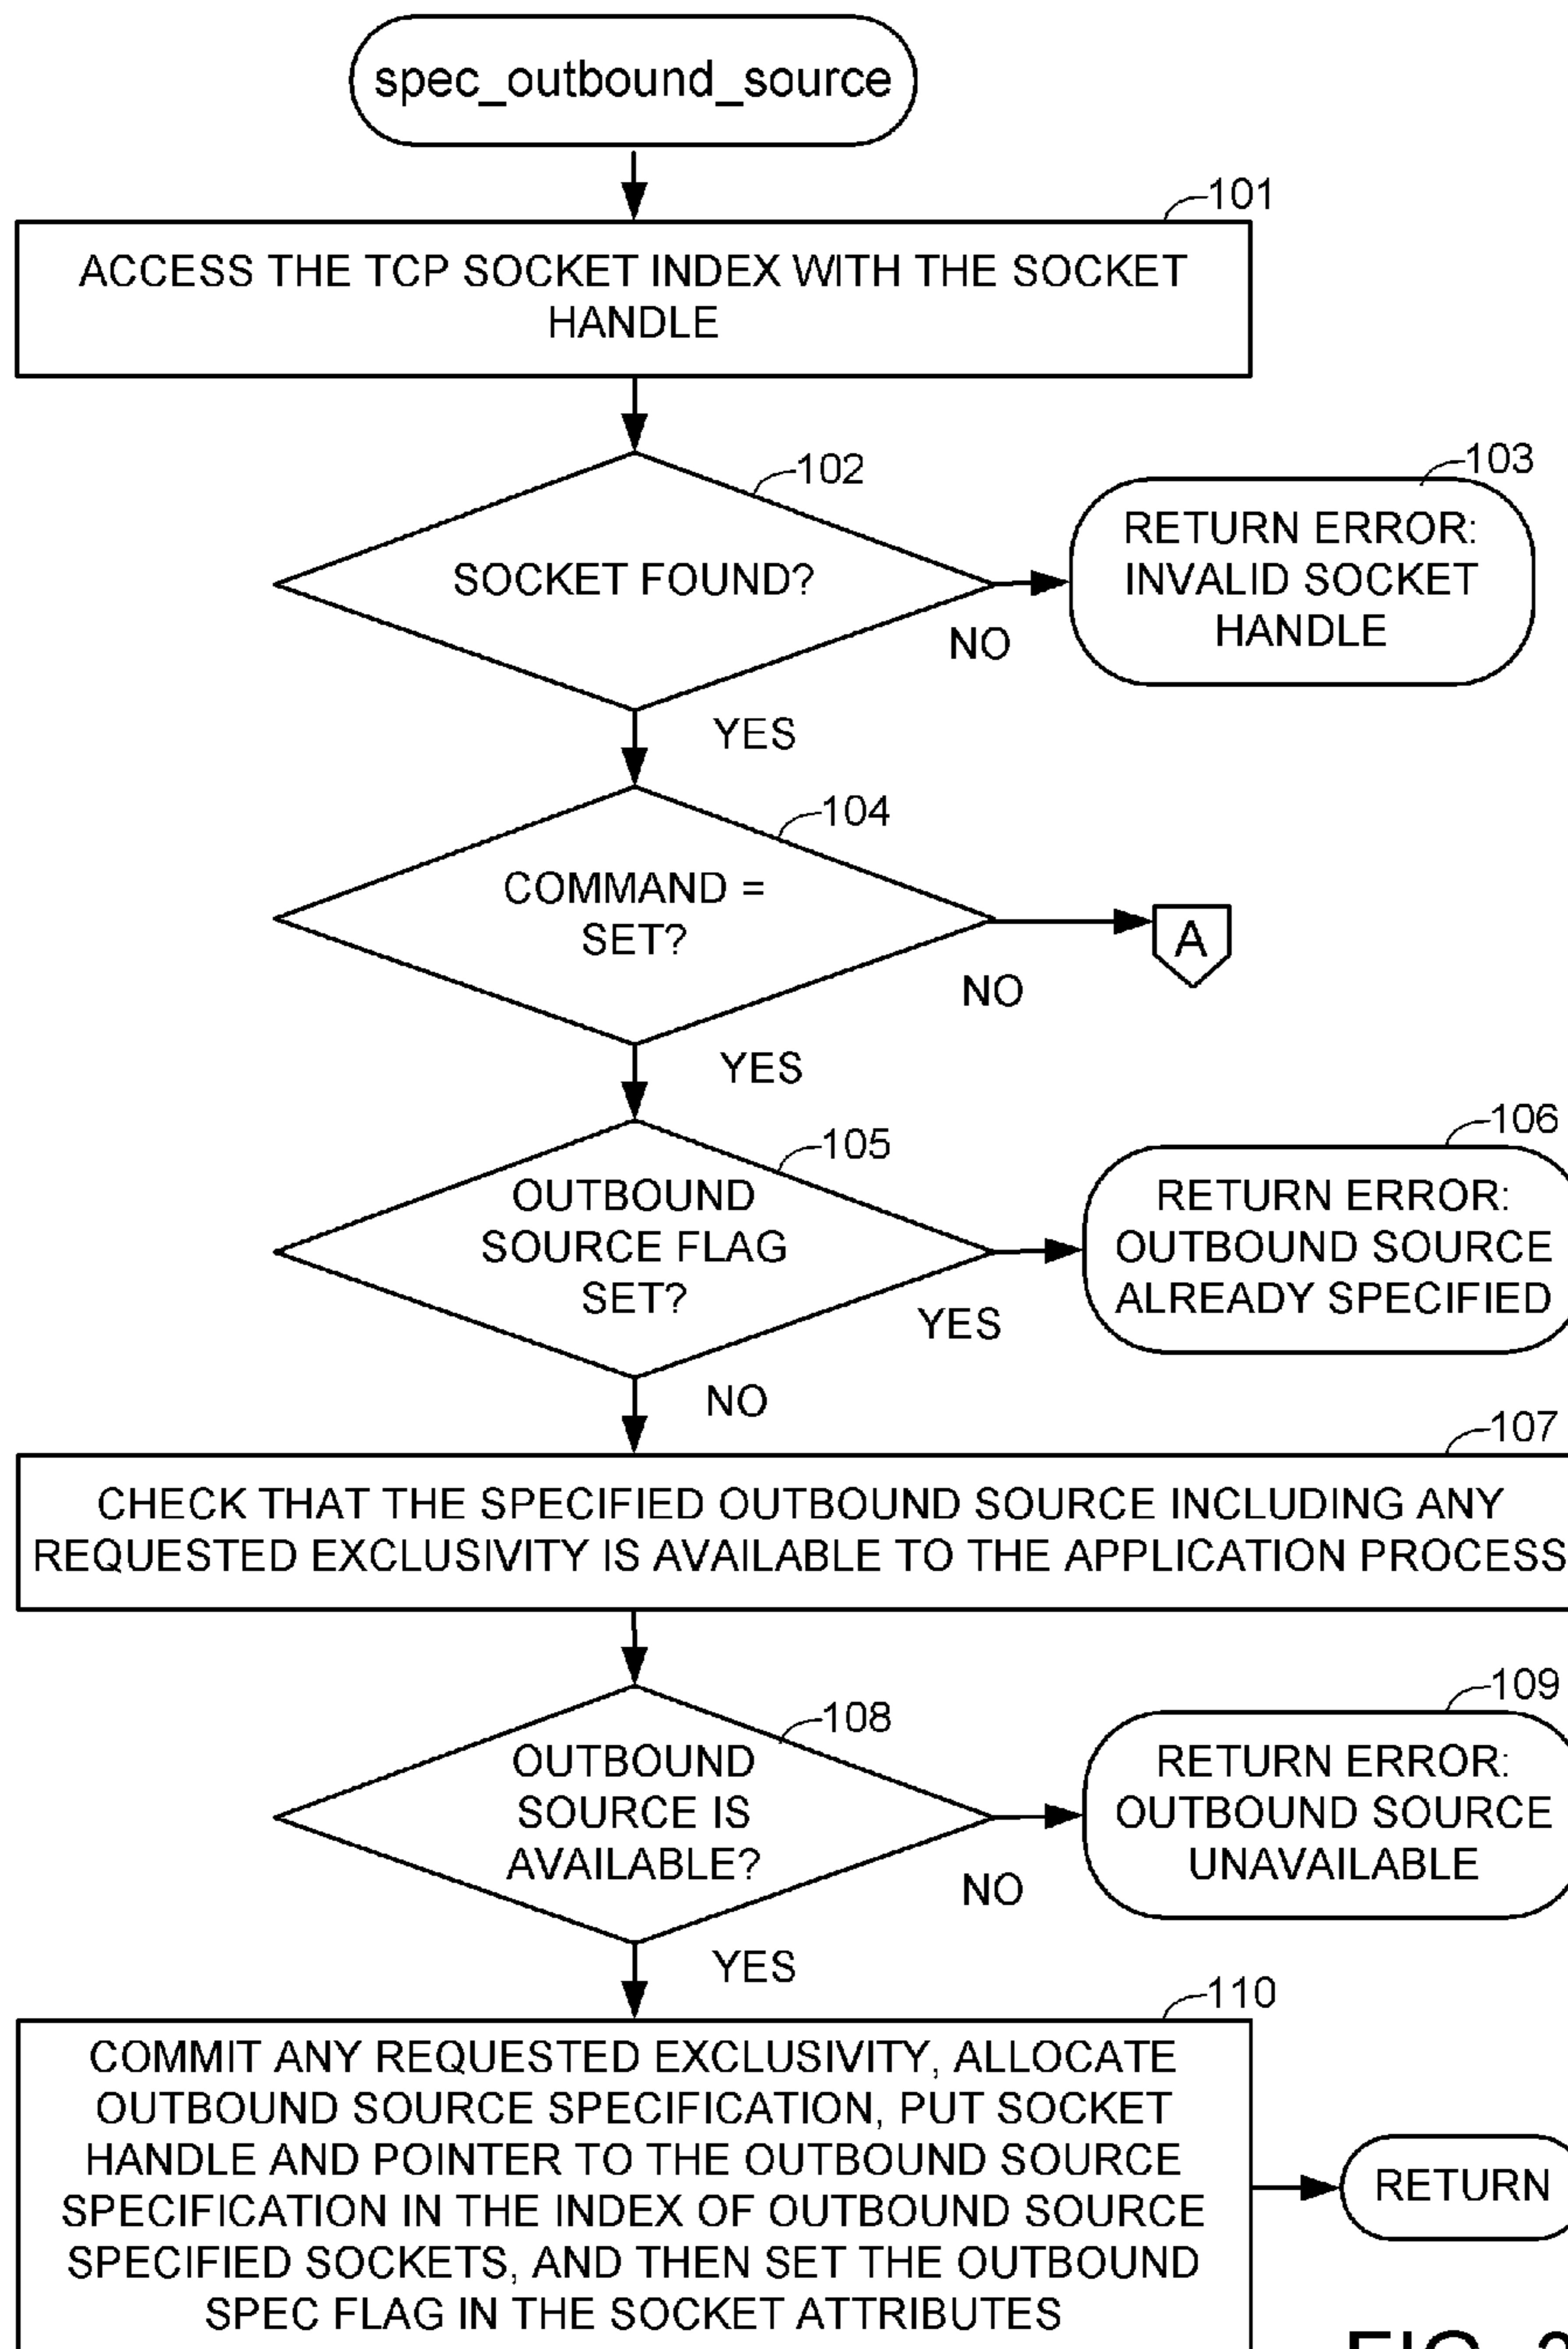 spec_outbound_source
101
ACCESS THE TCP SOCKET INDEX WITH THE SOCKET
HANDLE
102
SOCKET FOUND?
NO
YES
103
RETURN ERROR:
INVALID SOCKET
HANDLE
104
COMMAND =
SET?
NO
A
YES
105
OUTBOUND
SOURCE FLAG
SET?
YES
NO
106
RETURN ERROR:
OUTBOUND SOURCE
ALREADY SPECIFIED
107
CHECK THAT THE SPECIFIED OUTBOUND SOURCE INCLUDING ANY
REQUESTED EXCLUSIVITY IS AVAILABLE TO THE APPLICATION PROCESS
108
OUTBOUND
SOURCE IS
AVAILABLE?
NO
YES
109
RETURN ERROR:
OUTBOUND SOURCE
UNAVAILABLE
110
COMMIT ANY REQUESTED EXCLUSIVITY, ALLOCATE
OUTBOUND SOURCE SPECIFICATION, PUT SOCKET
HANDLE AND POINTER TO THE OUTBOUND SOURCE
SPECIFICATION IN THE INDEX OF OUTBOUND SOURCE
SPECIFIED SOCKETS, AND THEN SET THE OUTBOUND
SPEC FLAG IN THE SOCKET ATTRIBUTES
RETURN
FIG.